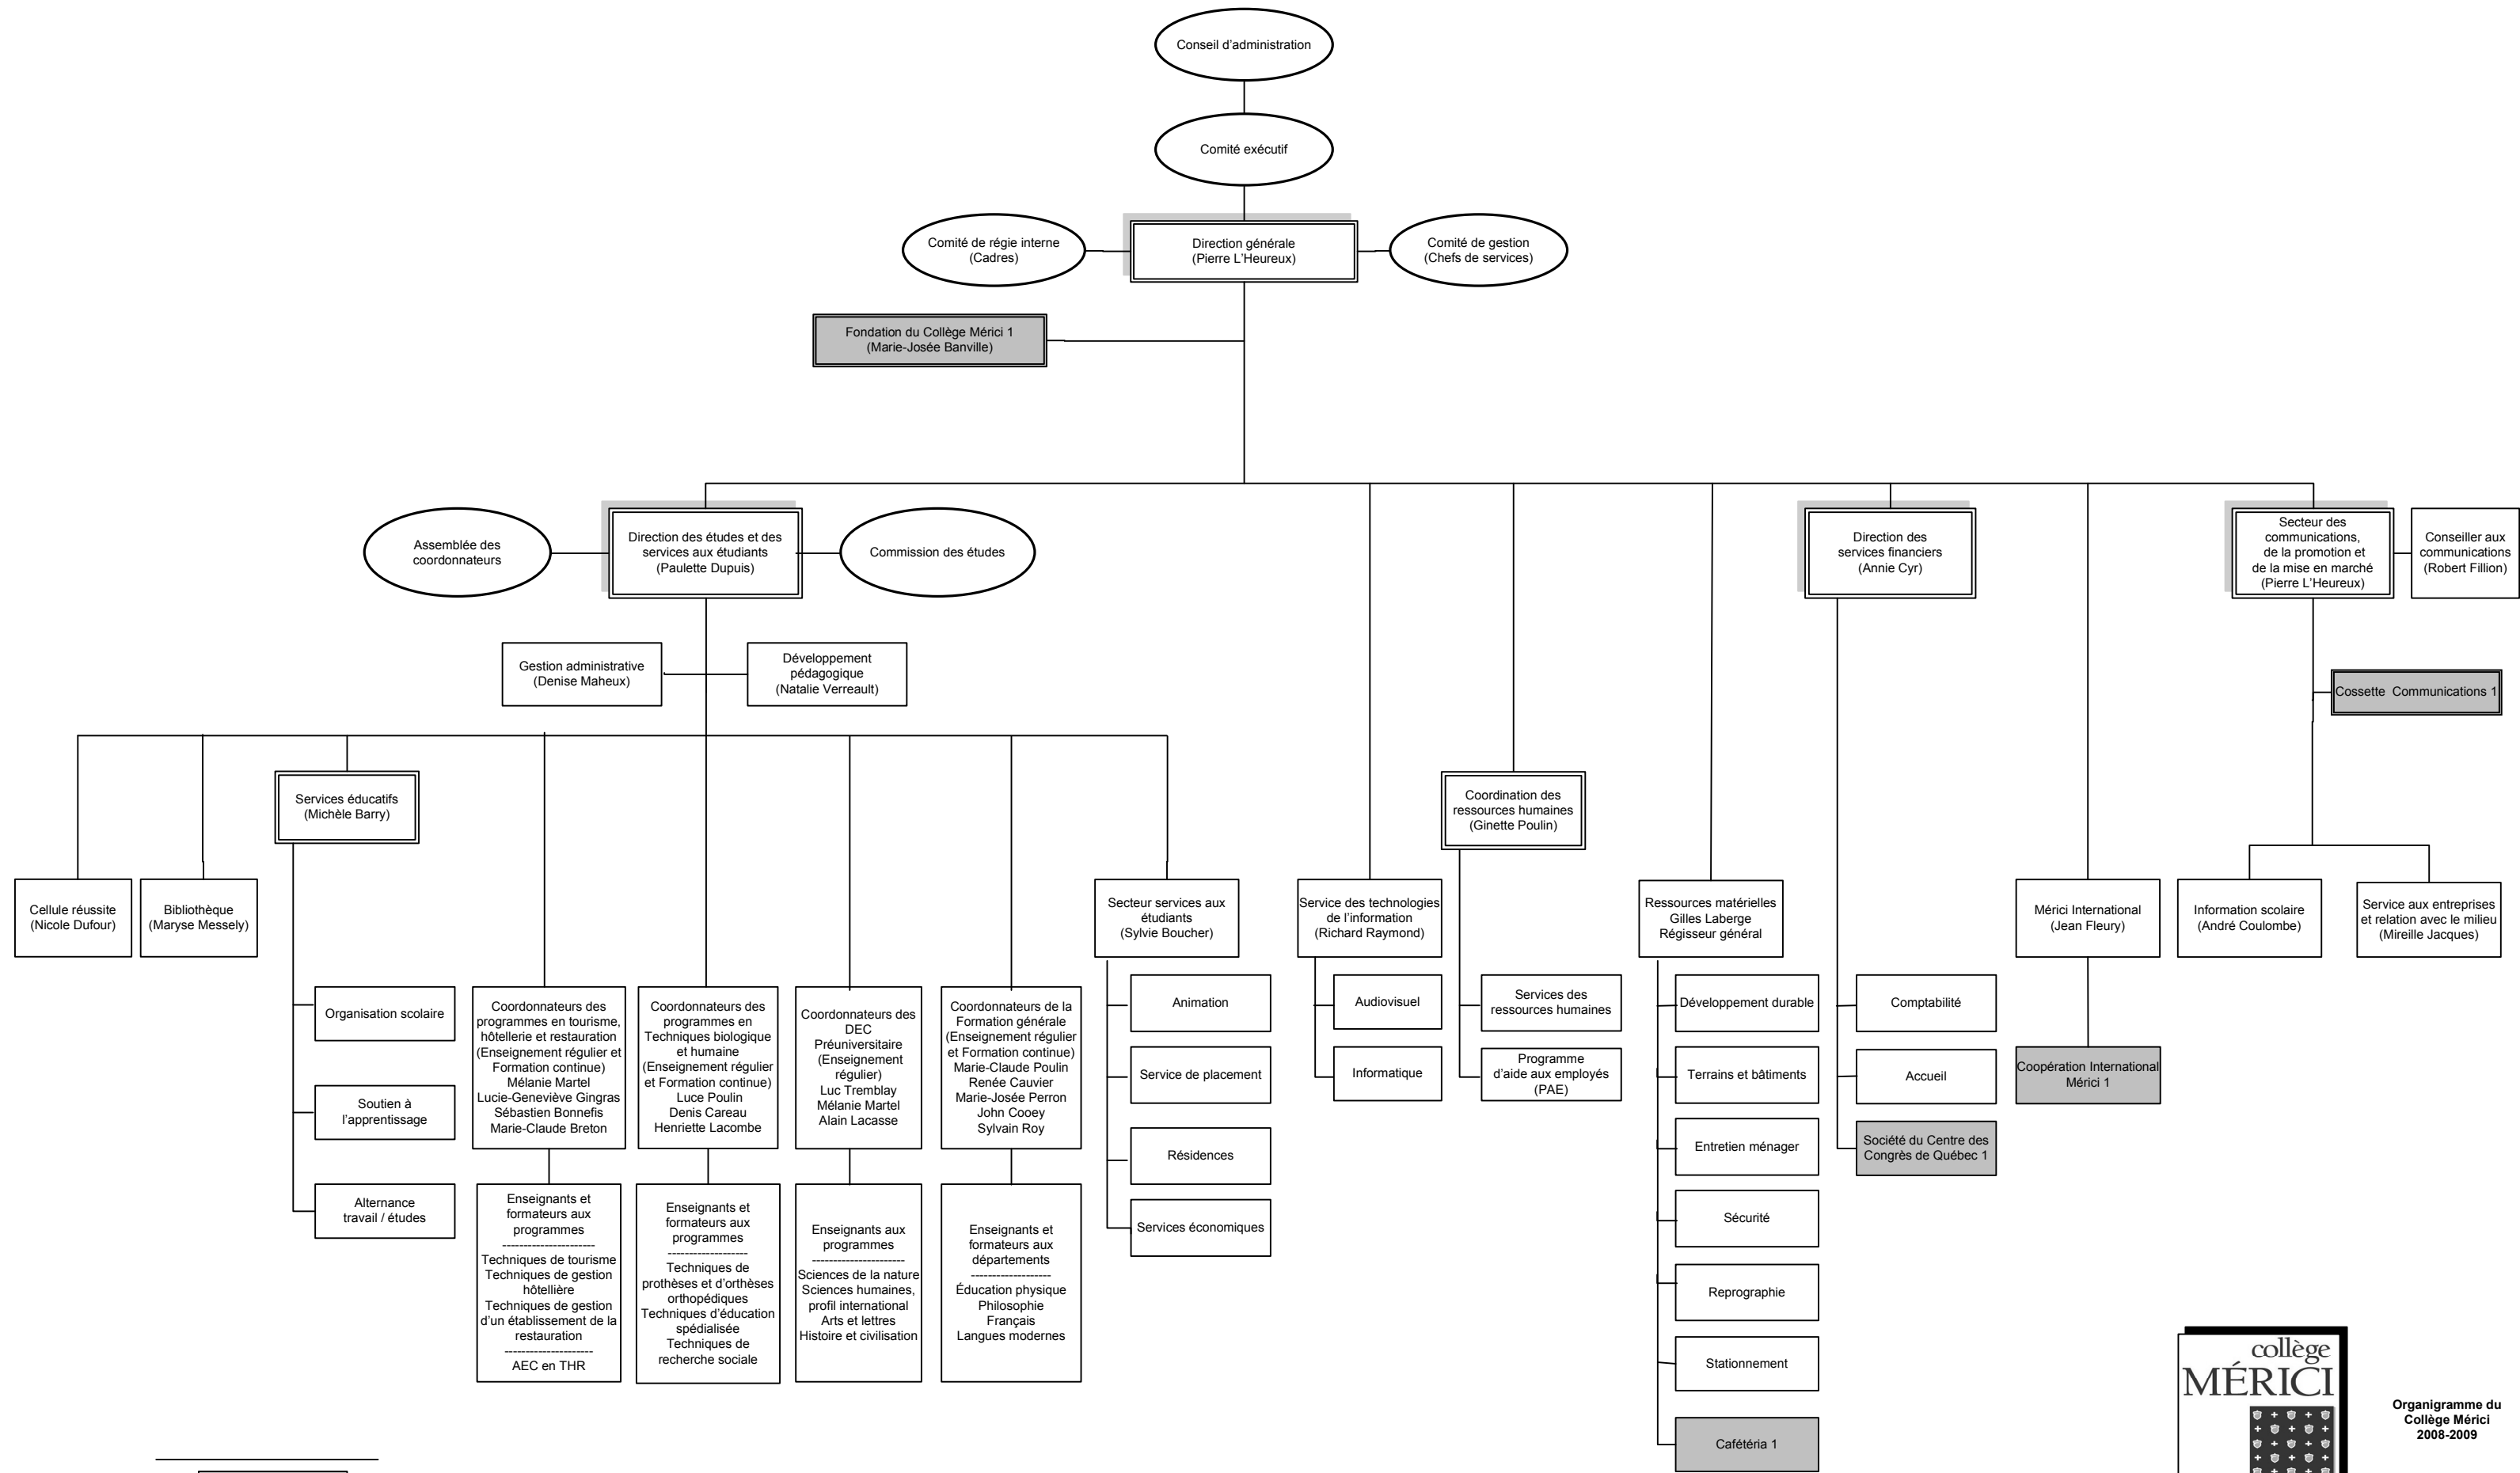 Conseil d'administration
Comité exécutif
Comité de régie interne
(Cadres)
Direction générale
(Pierre L'Heureux)
Comité de gestion
(Chefs de services)
Fondation du Collège Mérici 1
(Marie-Josée Banville)
Assemblée des
coordonnateurs
Direction des études et des
services aux étudiants
(Paulette Dupuis)
Commission des études
Direction des
services financiers
(Annie Cyr)
Secteur des
communications,
de la promotion et
de la mise en marché
(Pierre L'Heureux)
Conseiller aux
communications
(Robert Fillion)
Gestion administrative
(Denise Maheux)
Développement
pédagogique
(Natalie Verreault)
Cossette  Communications 1
Services éducatifs
(Michèle Barry)
Coordination des
ressources humaines
(Ginette Poulin)
Cellule réussite
(Nicole Dufour)
Bibliothèque
(Maryse Messely)
Secteur services aux
étudiants
(Sylvie Boucher)
Service des technologies
de l'information
(Richard Raymond)
Ressources matérielles
Gilles Laberge
Régisseur général
Mérici International
(Jean Fleury)
Information scolaire
(André Coulombe)
Service aux entreprises
et relation avec le milieu
(Mireille Jacques)
Organisation scolaire
Soutien à
l'apprentissage
Alternance
travail / études
Coordonnateurs des
programmes en tourisme,
hôtellerie et restauration
(Enseignement régulier et
Formation continue)
Mélanie Martel
Lucie-Geneviève Gingras
Sébastien Bonnefis
Marie-Claude Breton
Coordonnateurs des
programmes en
Techniques biologique
et humaine
(Enseignement régulier
et Formation continue)
Luce Poulin
Denis Careau
Henriette Lacombe
Coordonnateurs des
DEC
Préuniversitaire
(Enseignement
régulier)
Luc Tremblay
Mélanie Martel
Alain Lacasse
Coordonnateurs de la
Formation générale
(Enseignement régulier
et Formation continue)
Marie-Claude Poulin
Renée Cauvier
Marie-Josée Perron
John Cooey
Sylvain Roy
Enseignants et
formateurs aux
programmes
----------------------
Techniques de tourisme
Techniques de gestion
hôtellière
Techniques de gestion
d'un établissement de la
restauration
---------------------
AEC en THR
Enseignants et
formateurs aux
programmes
-------------------
Techniques de
prothèses et d'orthèses
orthopédiques
Techniques d'éducation
spédialisée
Techniques de
recherche sociale
Enseignants aux
programmes
----------------------
Sciences de la nature
Sciences humaines,
profil international
Arts et lettres
Histoire et civilisation
Enseignants et
formateurs aux
départements
-------------------
Éducation physique
Philosophie
Français
Langues modernes
Animation
Service de placement
Résidences
Services économiques
Audiovisuel
Informatique
Services des
ressources humaines
Programme
d'aide aux employés
(PAE)
Développement durable
Terrains et bâtiments
Entretien ménager
Sécurité
Reprographie
Stationnement
Cafétéria 1
Comptabilité
Accueil
Société du Centre des
Congrès de Québec 1
Coopération International
Mérici 1
collège
MÉRICI
Organigramme du
Collège Mérici
2008-2009